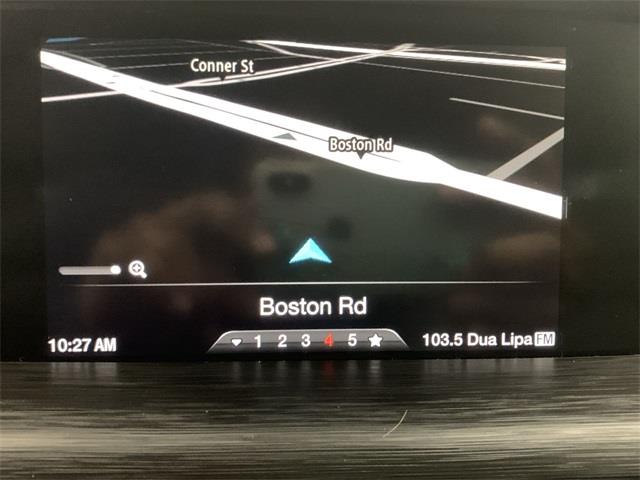 Conner St
Boston Rd
Boston Rd
10:27 AM
1 2 3 4 5
103.5 Dua Lipa FM